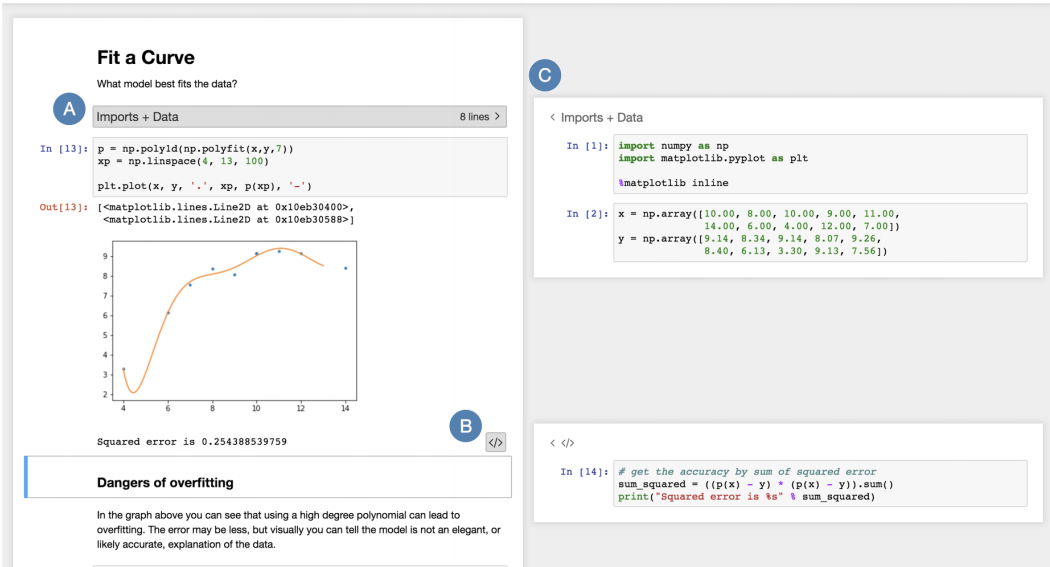 Fit a Curve
What model best fits the data?
A
Imports + Data 8 lines >
In [13]: p = np.poly1d(np.polyfit(x,y,7))
xp = np.linspace(4, 13, 100)
plt.plot(x, y, '.', xp, p(xp), '-')
Out[13]: [<matplotlib.lines.Line2D at 0x10eb30400>,
<matplotlib.lines.Line2D at 0x10eb30588>]
9
8
7
6
5
4
3
2
4 6 8 10 12 14
B
Squared error is 0.254388539759 </>
Dangers of overfitting
In the graph above you can see that using a high degree polynomial can lead to
overfitting. The error may be less, but visually you can tell the model is not an elegant, or
likely accurate, explanation of the data.
C
< Imports + Data
In [1]: import numpy as np
import matplotlib.pyplot as plt
%matplotlib inline
In [2]: x = np.array([10.00, 8.00, 10.00, 9.00, 11.00,
14.00, 6.00, 4.00, 12.00, 7.00])
y = np.array([9.14, 8.34, 9.14, 8.07, 9.26,
8.40, 6.13, 3.30, 9.13, 7.56])
< </>
In [14]: # get the accuracy by sum of squared error
sum_squared = ((p(x) - y) * (p(x) - y)).sum()
print("Squared error is %s" % sum_squared)